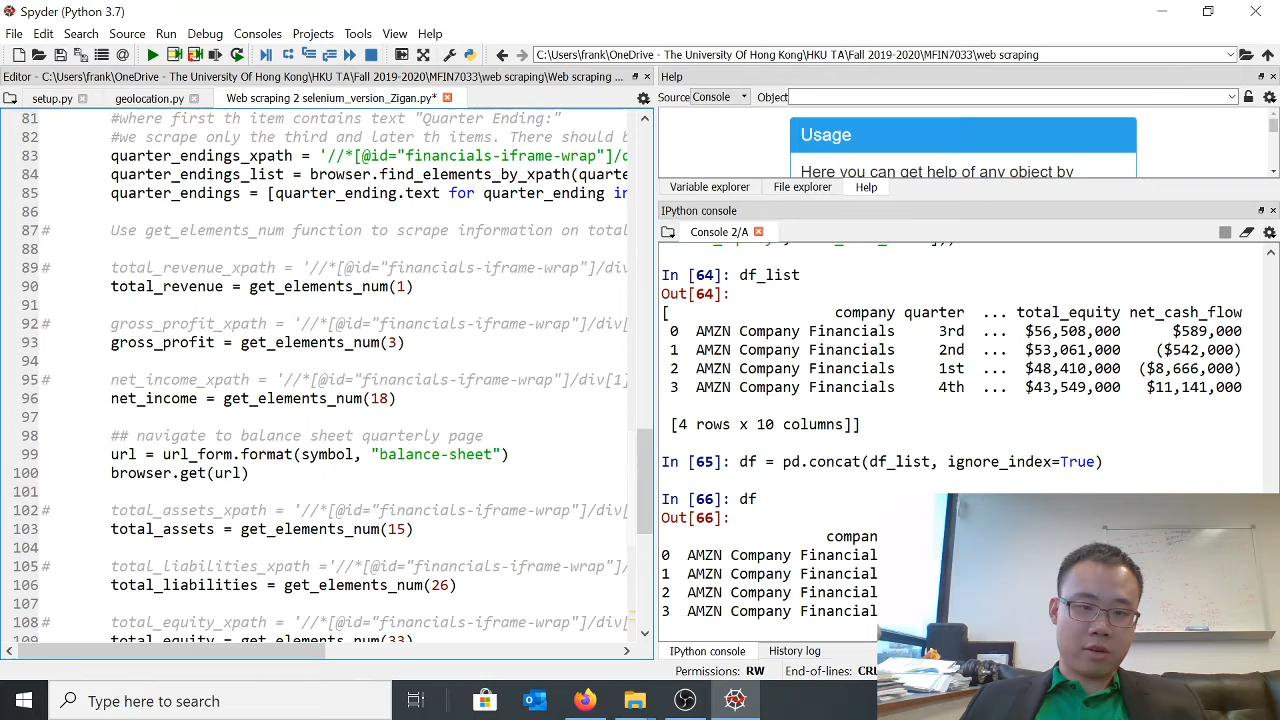 Spyder (Python 3.7)
File Edit Search Source Run Debug Consoles Projects Tools View Help
C:\Users\frank\OneDrive - The University Of Hong Kong\HKU TA\Fall 2019-2020\MFIN7033\web scraping
Editor - C:\Users\frank\OneDrive - The University Of Hong Kong\HKU TA\Fall 2019-2020\MFIN7033\web scraping\Web scraping ...
setup.py geolocation.py Web scraping 2 selenium_version_Zigan.py*
81 #where first th item contains text "Quarter Ending:"
82 #we scrape only the third and later th items. There should b
83 quarter_endings_xpath = '//*[@id="financials-iframe-wrap"]/d
84 quarter_endings_list = browser.find_elements_by_xpath(quarte
85 quarter_endings = [quarter_ending.text for quarter_ending in
86
87 # Use get_elements_num function to scrape information on total
88
89 # total_revenue_xpath = '//*[@id="financials-iframe-wrap"]/div
90 total_revenue = get_elements_num(1)
91
92 # gross_profit_xpath = '//*[@id="financials-iframe-wrap"]/div[
93 gross_profit = get_elements_num(3)
94
95 # net_income_xpath = '//*[@id="financials-iframe-wrap"]/div[1]
96 net_income = get_elements_num(18)
97
98 ## navigate to balance sheet quarterly page
99 url = url_form.format(symbol, "balance-sheet")
100 browser.get(url)
101
102 # total_assets_xpath = '//*[@id="financials-iframe-wrap"]/div[
103 total_assets = get_elements_num(15)
104
105 # total_liabilities_xpath ='//*[@id="financials-iframe-wrap"]/
106 total_liabilities = get_elements_num(26)
107
108 # total_equity_xpath = '//*[@id="financials-iframe-wrap"]/div[
109 total_equity = get_elements_num(33)
Help
Source Console Object
Usage
Here you can get help of any object by
Variable explorer File explorer Help
IPython console
Console 2/A
In [64]: df_list
Out[64]:
[ company quarter ... total_equity net_cash_flow
0 AMZN Company Financials 3rd ... $56,508,000 $589,000
1 AMZN Company Financials 2nd ... $53,061,000 ($542,000)
2 AMZN Company Financials 1st ... $48,410,000 ($8,666,000)
3 AMZN Company Financials 4th ... $43,549,000 $11,141,000
[4 rows x 10 columns]]
In [65]: df = pd.concat(df_list, ignore_index=True)
In [66]: df
Out[66]:
compan
0 AMZN Company Financial
1 AMZN Company Financial
2 AMZN Company Financial
3 AMZN Company Financial
IPython console History log
Permissions: RW End-of-lines: CRL
Type here to search